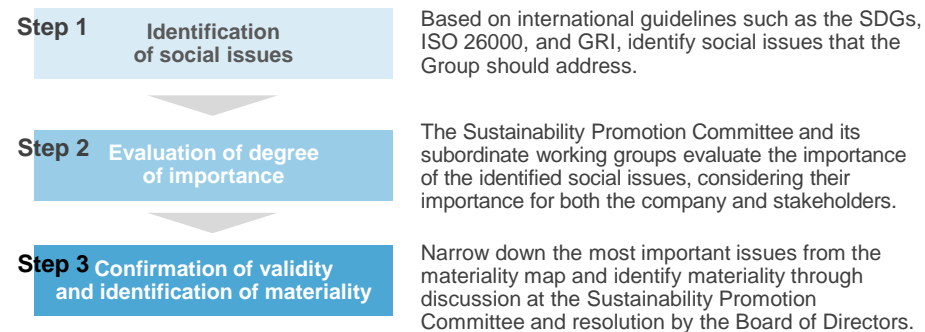 Step 1
Identification
of social issues
Based on international guidelines such as the SDGs,
ISO 26000, and GRI, identify social issues that the
Group should address.
Step 2
Evaluation of degree
of importance
The Sustainability Promotion Committee and its
subordinate working groups evaluate the importance
of the identified social issues, considering their
importance for both the company and stakeholders.
Step 3
Confirmation of validity
and identification of materiality
Narrow down the most important issues from the
materiality map and identify materiality through
discussion at the Sustainability Promotion
Committee and resolution by the Board of Directors.